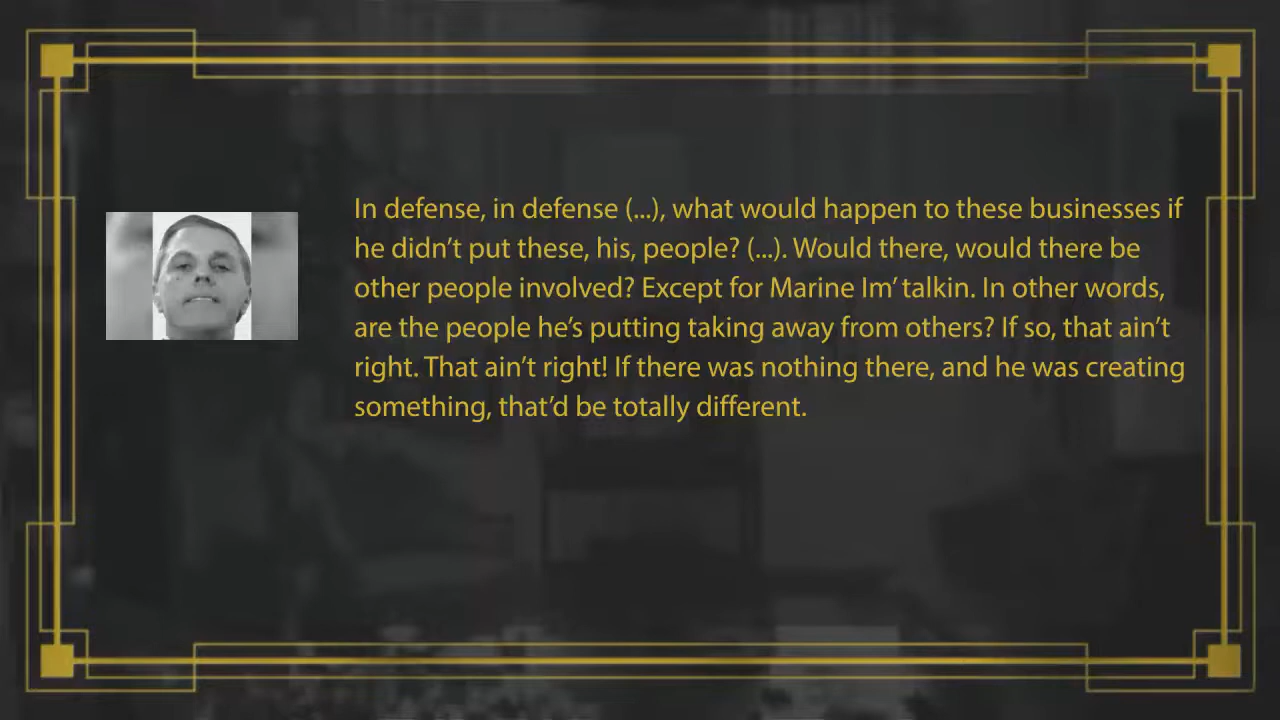 In defense, in defense (...), what would happen to these businesses if
he didn’t put these, his, people? (...). Would there, would there be
other people involved? Except for Marine Im’ talkin. In other words,
are the people he’s putting taking away from others? If so, that ain’t
right. That ain’t right! If there was nothing there, and he was creating
something, that’d be totally different.